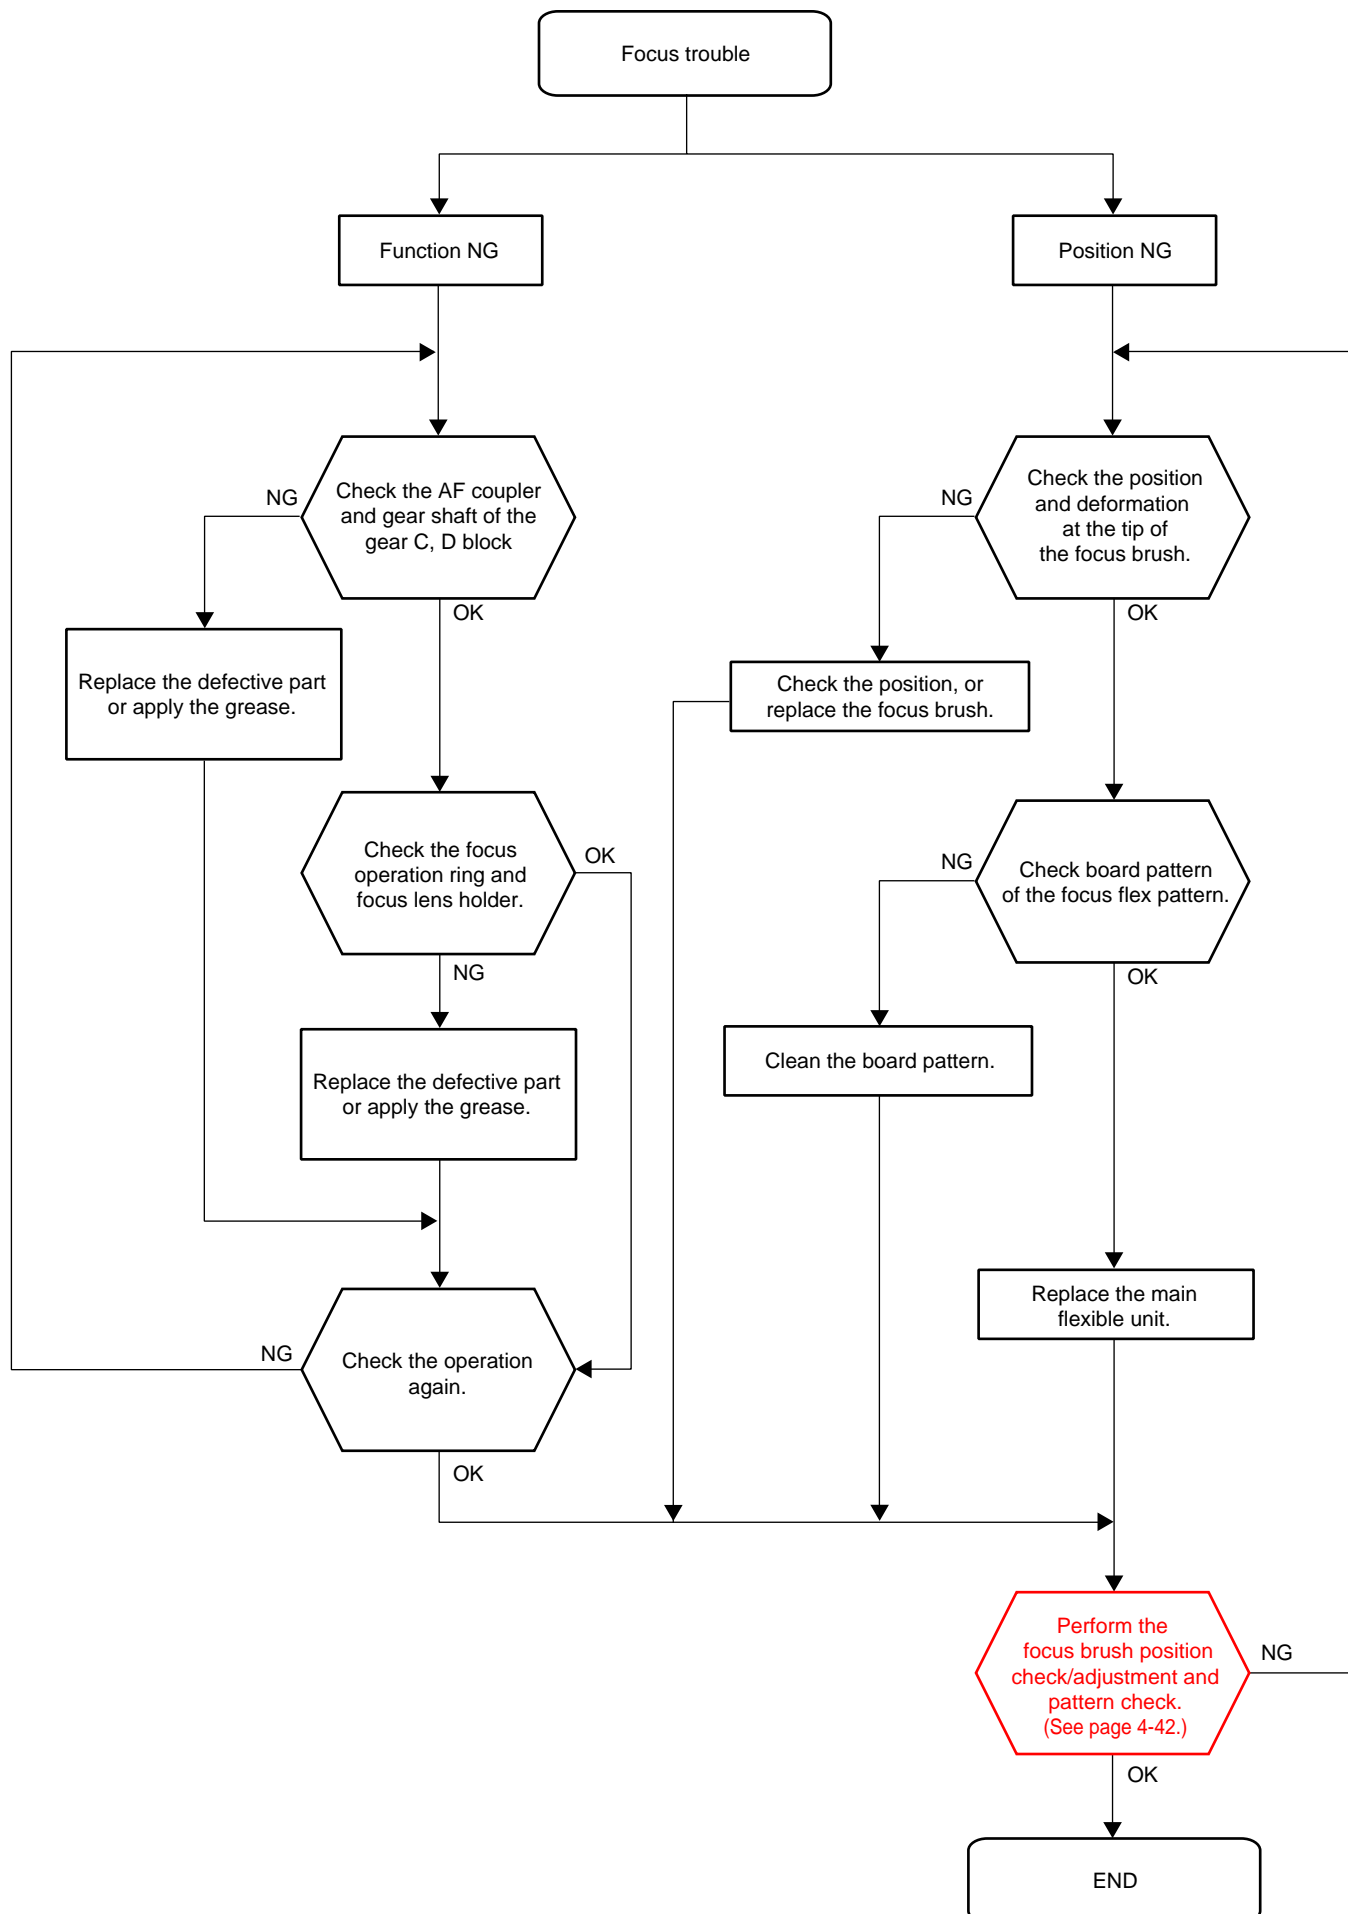 Focus trouble
Function NG
Position NG
NG
Check the AF coupler
and gear shaft of the
gear C, D block
OK
Replace the defective part
or apply the grease.
Check the focus
operation ring and
focus lens holder.
OK
NG
Replace the defective part
or apply the grease.
NG
Check the operation
again.
OK
NG
Check the position
and deformation
at the tip of
the focus brush.
OK
Check the position, or
replace the focus brush.
NG
Check board pattern
of the focus flex pattern.
OK
Clean the board pattern.
Replace the main
flexible unit.
Perform the
focus brush position
check/adjustment and
pattern check.
(See page 4-42.)
NG
OK
END